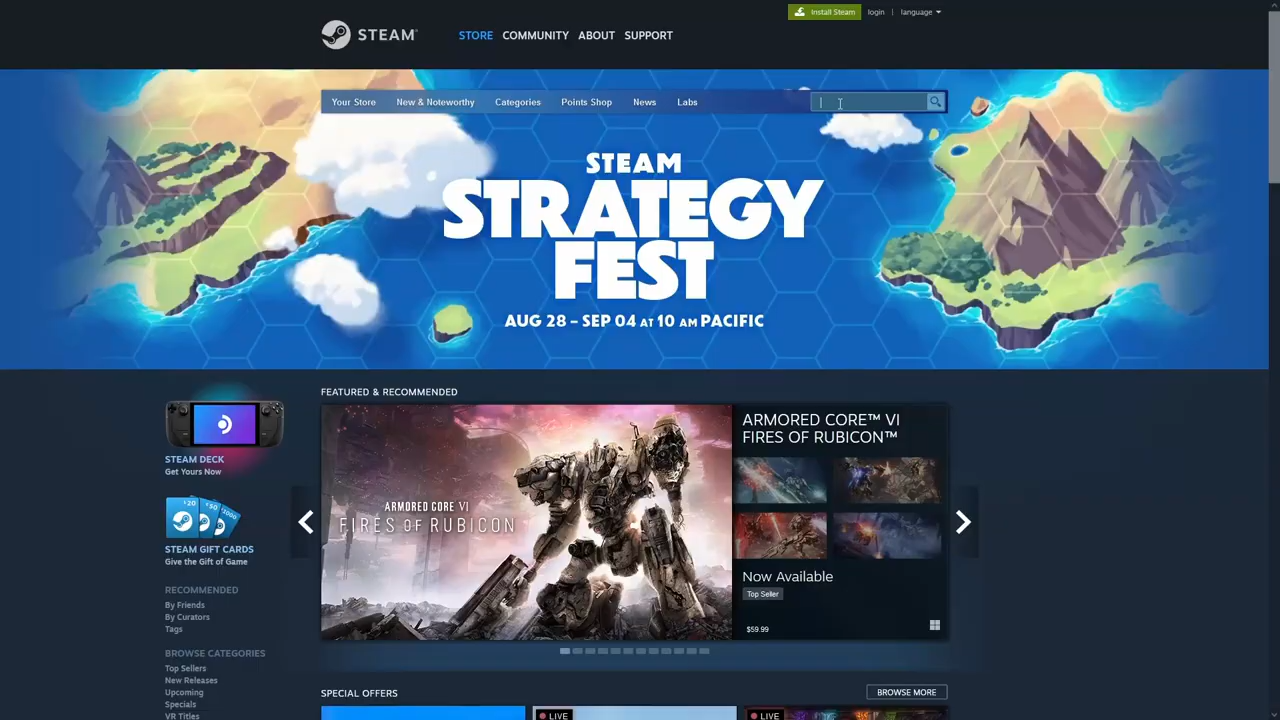 Install Steam
login
language
STEAM®
STORE
COMMUNITY
ABOUT
SUPPORT
Your Store
New & Noteworthy
Categories
Points Shop
News
Labs
STEAM
STRATEGY
FEST
AUG 28 – SEP 04 AT 10 AM PACIFIC
FEATURED & RECOMMENDED
STEAM DECK
Get Yours Now
STEAM GIFT CARDS
Give the Gift of Game
RECOMMENDED
By Friends
By Curators
Tags
BROWSE CATEGORIES
Top Sellers
New Releases
Upcoming
Specials
VR Titles
ARMORED CORE VI
FIRES OF RUBICON
ARMORED CORE™ VI
FIRES OF RUBICON™
Now Available
Top Seller
$59.99
SPECIAL OFFERS
BROWSE MORE
LIVE
LIVE